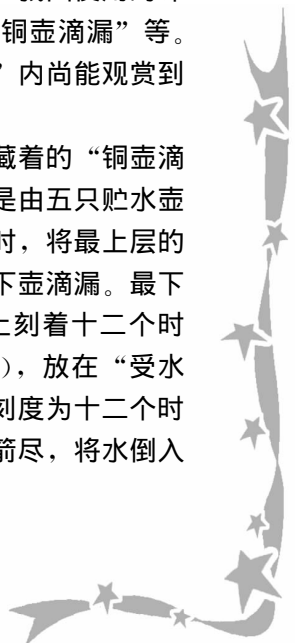 铜壶滴漏”等。
”内尚能观赏到
藏着的“铜壶滴
是由五只贮水壶
时，将最上层的
下壶滴漏。最下
上刻着十二个时
），放在“受水
刻度为十二个时
箭尽，将水倒入